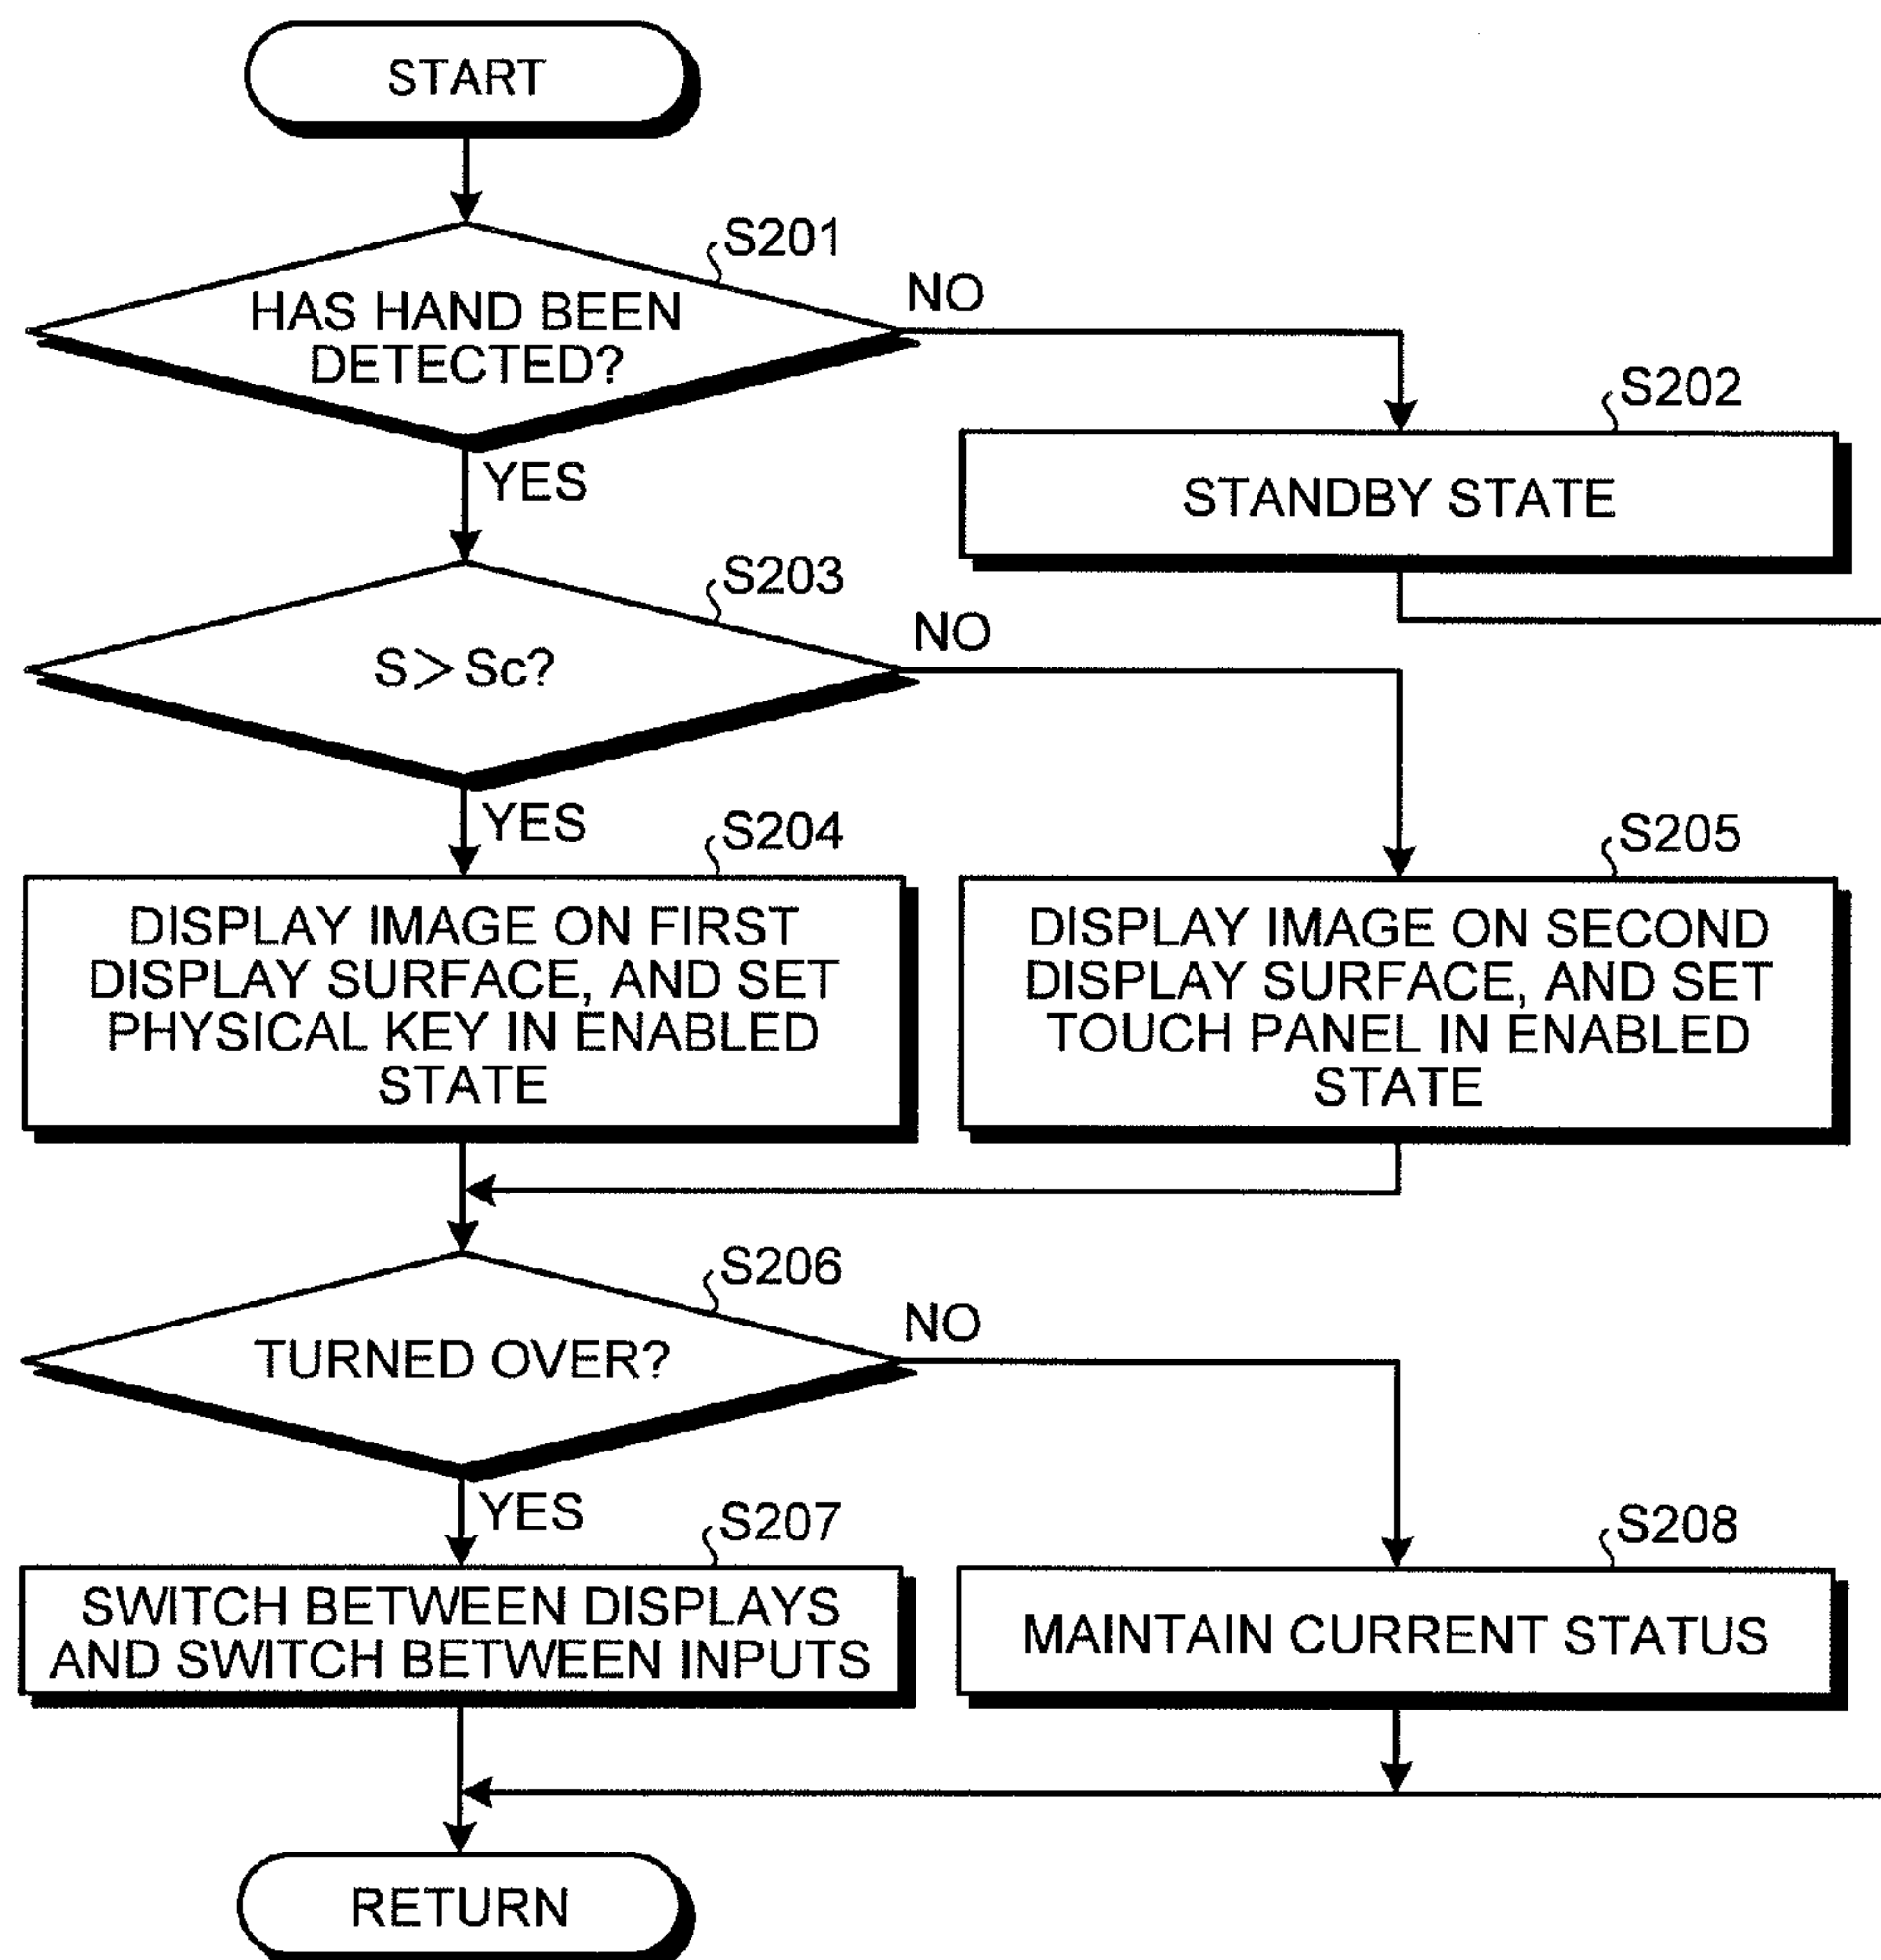 START
S201
HAS HAND BEEN
DETECTED?
NO
YES
S202
STANDBY STATE
S203
S>Sc?
NO
YES
S204
DISPLAY IMAGE ON FIRST
DISPLAY SURFACE, AND SET
PHYSICAL KEY IN ENABLED
STATE
S205
DISPLAY IMAGE ON SECOND
DISPLAY SURFACE, AND SET
TOUCH PANEL IN ENABLED
STATE
S206
TURNED OVER?
NO
YES
S207
SWITCH BETWEEN DISPLAYS
AND SWITCH BETWEEN INPUTS
S208
MAINTAIN CURRENT STATUS
RETURN